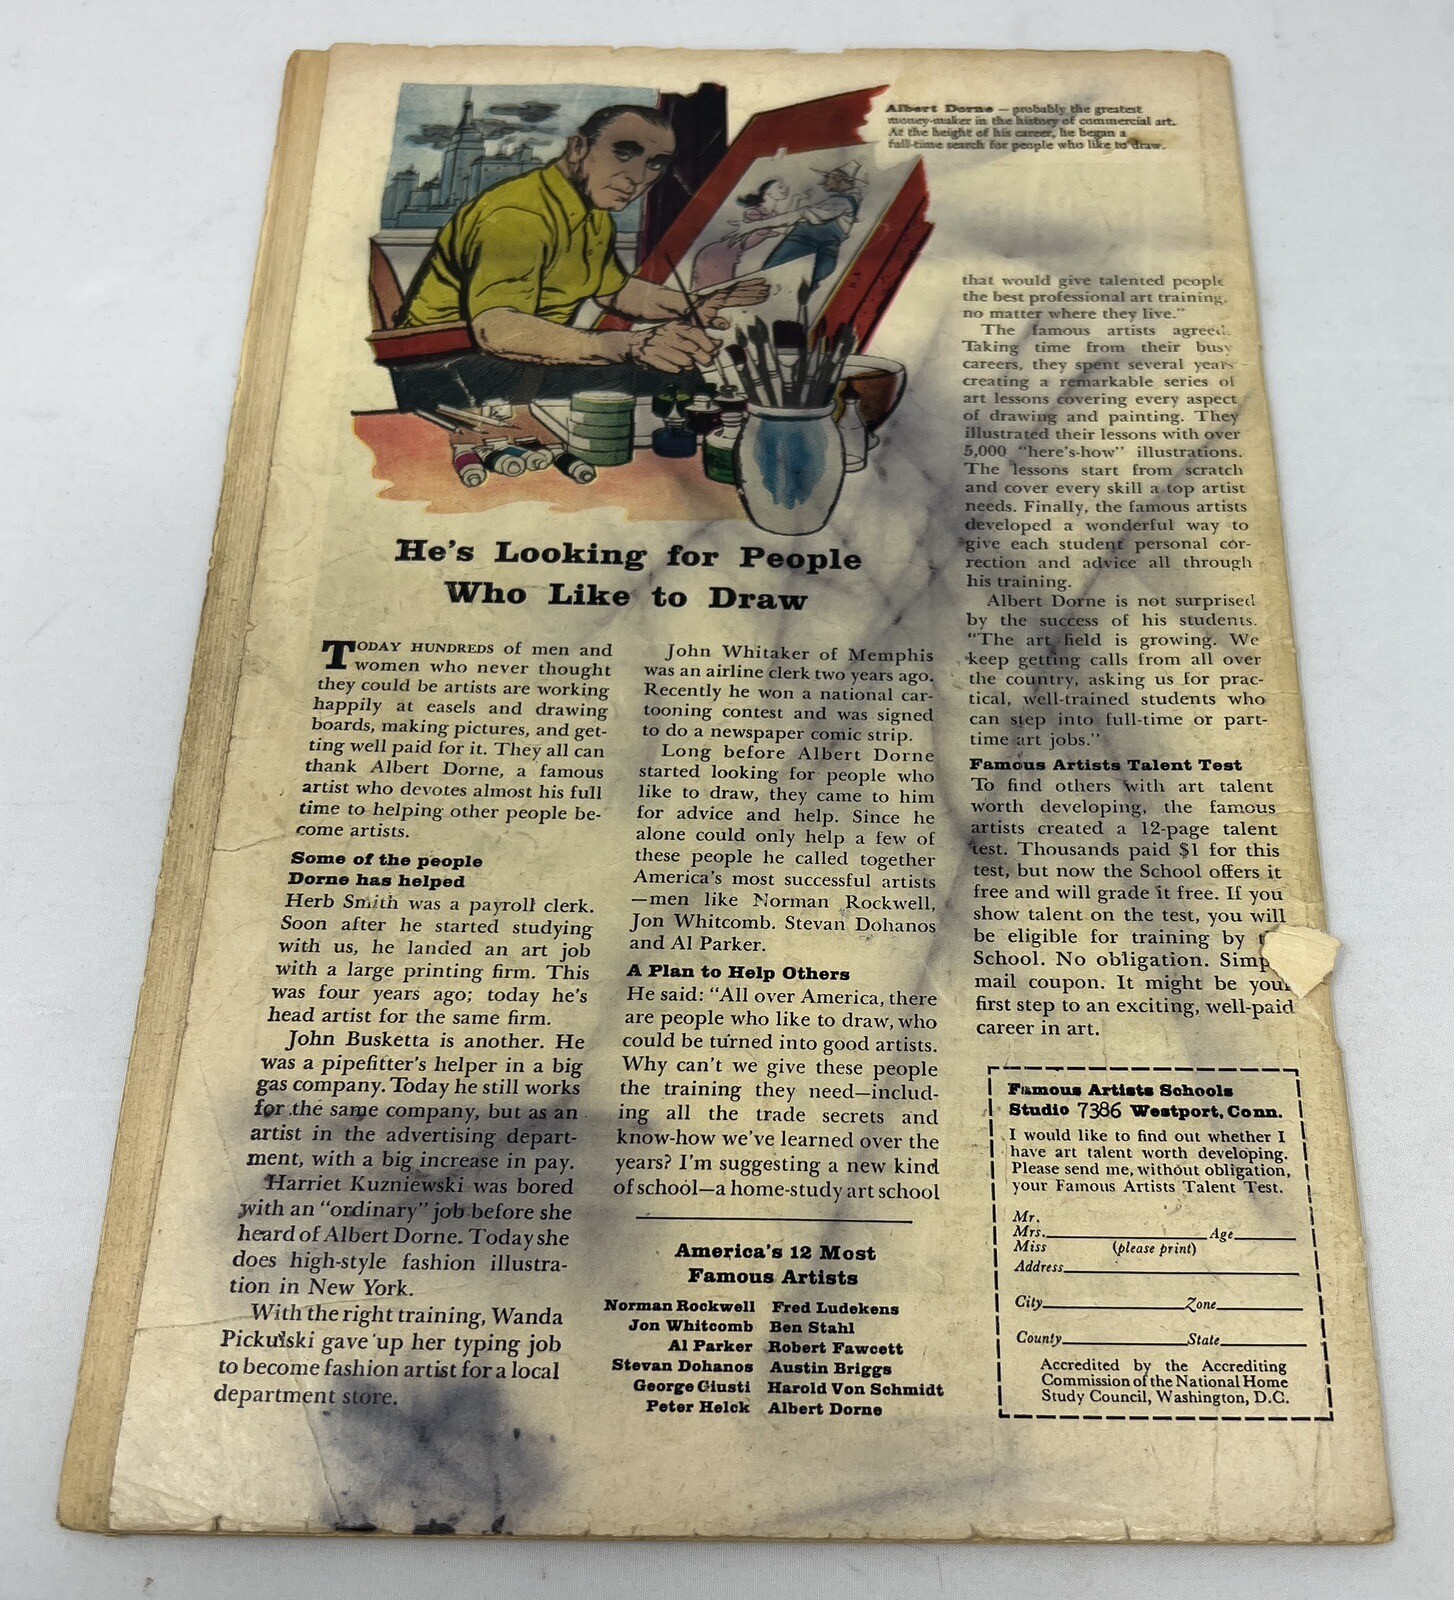 Albert Dorne — probably the greatest
money-maker in the history of commercial art.
At the height of his career, he began a
full-time search for people who like to draw.
He's Looking for People
Who Like to Draw
TODAY HUNDREDS of men and
women who never thought
they could be artists are working
happily at easels and drawing
boards, making pictures, and get-
ting well paid for it. They all can
thank Albert Dorne, a famous
artist who devotes almost his full
time to helping other people be-
come artists.
Some of the people
Dorne has helped
Herb Smith was a payroll clerk.
Soon after he started studying
with us, he landed an art job
with a large printing firm. This
was four years ago; today he's
head artist for the same firm.
John Busketta is another. He
was a pipefitter's helper in a big
gas company. Today he still works
for the same company, but as an
artist in the advertising depart-
ment, with a big increase in pay.
Harriet Kuzniewski was bored
with an "ordinary" job before she
heard of Albert Dorne. Today she
does high-style fashion illustra-
tion in New York.
With the right training, Wanda
Pickulski gave up her typing job
to become fashion artist for a local
department store.
John Whitaker of Memphis
was an airline clerk two years ago.
Recently he won a national car-
tooning contest and was signed
to do a newspaper comic strip.
Long before Albert Dorne
started looking for people who
like to draw, they came to him
for advice and help. Since he
alone could only help a few of
these people he called together
America's most successful artists
—men like Norman Rockwell,
Jon Whitcomb. Stevan Dohanos
and Al Parker.
A Plan to Help Others
He said: "All over America, there
are people who like to draw, who
could be turned into good artists.
Why can't we give these people
the training they need—includ-
ing all the trade secrets and
know-how we've learned over the
years? I'm suggesting a new kind
of school—a home-study art school
that would give talented people
the best professional art training,
no matter where they live."
The famous artists agreed.
Taking time from their busy
careers, they spent several years
creating a remarkable series of
art lessons covering every aspect
of drawing and painting. They
illustrated their lessons with over
5,000 "here's-how" illustrations.
The lessons start from scratch
and cover every skill a top artist
needs. Finally, the famous artists
developed a wonderful way to
give each student personal cor-
rection and advice all through
his training.
Albert Dorne is not surprised
by the success of his students.
"The art field is growing. We
keep getting calls from all over
the country, asking us for prac-
tical, well-trained students who
can step into full-time or part-
time art jobs."
Famous Artists Talent Test
To find others with art talent
worth developing, the famous
artists created a 12-page talent
test. Thousands paid $1 for this
test, but now the School offers it
free and will grade it free. If you
show talent on the test, you will
be eligible for training by
School. No obligation.
mail coupon. It might be your
first step to an exciting, well-paid
career in art.
America's 12 Most
Famous Artists
Norman Rockwell Fred Ludekens
Jon Whitcomb Ben Stahl
Al Parker Robert Fawcett
Stevan Dohanos Austin Briggs
George Giusti Harold Von Schmidt
Peter Helck Albert Dorne
Famous Artists Schools
Studio 7386 Westport, Conn.
I would like to find out whether I
have art talent worth developing.
Please send me, without obligation,
your Famous Artists Talent Test.
Mr.
Mrs. Age
Miss (please print)
Address
City Zone
County State
Accredited by the Accrediting
Commission of the National Home
Study Council, Washington, D.C.